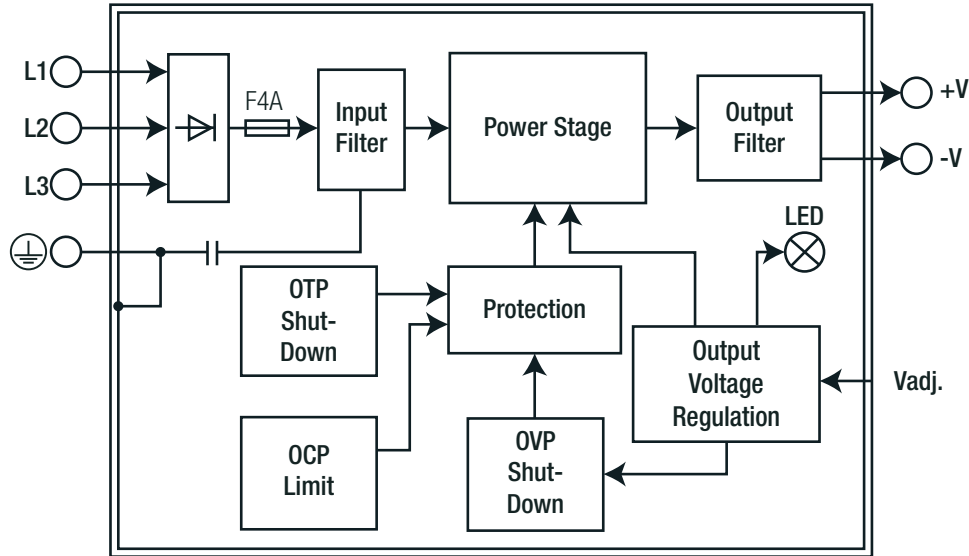 L1
L2
L3
F4A
Input
Filter
Power Stage
Output
Filter
+V
-V
LED
OTP
Shut-
Down
Protection
Output
Voltage
Regulation
Vadj.
OCP
Limit
OVP
Shut-
Down